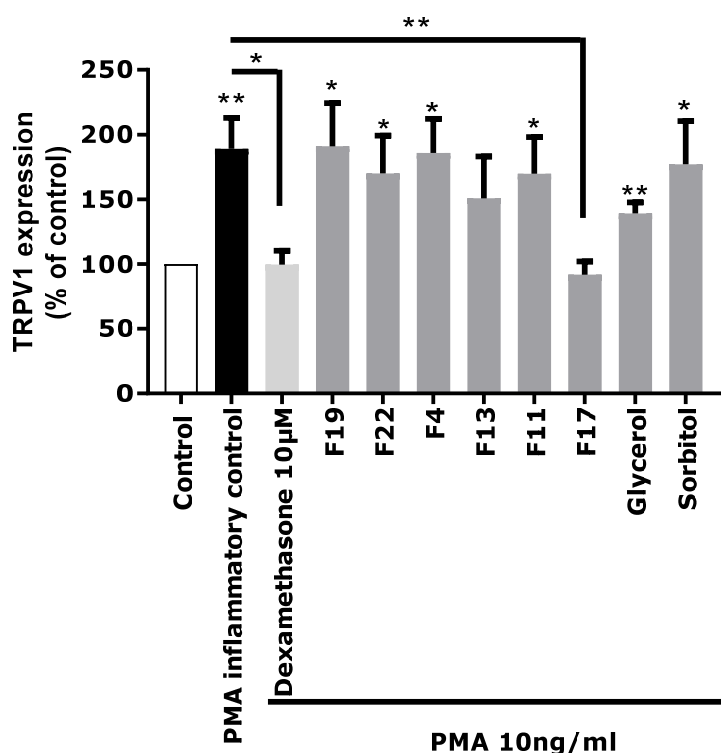 **
*
250
200
150
100
50
0
TRPV1 expression
(% of control)
**
*
*
*
*
**
*
Control
PMA inflammatory control
Dexamethasone 10μM
F19
F22
F4
F13
F11
F17
Glycerol
Sorbitol
PMA 10ng/ml